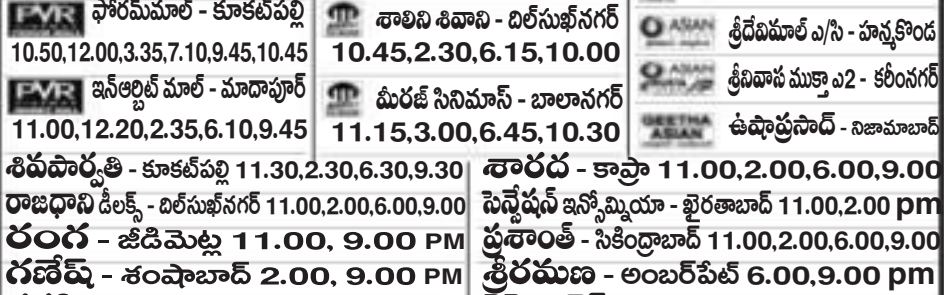 PVR ఫోరమ్‌మాల్ - కూకట్‌పల్లి
10.50,12.00,3.35,7.10,9.45,10.45
PVR ఇన్ఆర్బిట్ మాల్ - మాదాపూర్
11.00,12.20,2.35,6.10,9.45
శాలిని శివాని - దిల్‌సుఖ్‌నగర్
10.45,2.30,6.15,10.00
మీరజ్ సినిమాస్ - బాలానగర్
11.15,3.00,6.45,10.30
ASIAN శ్రీదేవిమాల్ ఎ/సి - హన్మకొండ
ASIAN శ్రీనివాస ముక్తా ఎ2 - కరీంనగర్
GEETHA ASIAN ఉషాప్రసాద్ - నిజామాబాద్
శివపార్వతి - కూకట్‌పల్లి 11.30,2.30,6.30,9.30
రాజధాని డీలక్స్ - దిల్‌సుఖ్‌నగర్ 11.00,2.00,6.00,9.00
రంగ - జీడిమెట్ల 11.00, 9.00 PM
గణేష్ - శంషాబాద్ 2.00, 9.00 PM
శారద - కాప్రా 11.00,2.00,6.00,9.00
సెన్సేషన్ ఇన్సోమ్నియా - ఖైరతాబాద్ 11.00,2.00 pm
ప్రశాంత్ - సికింద్రాబాద్ 11.00,2.00,6.00,9.00
శ్రీరమణ - అంబర్‌పేట్ 6.00,9.00 pm